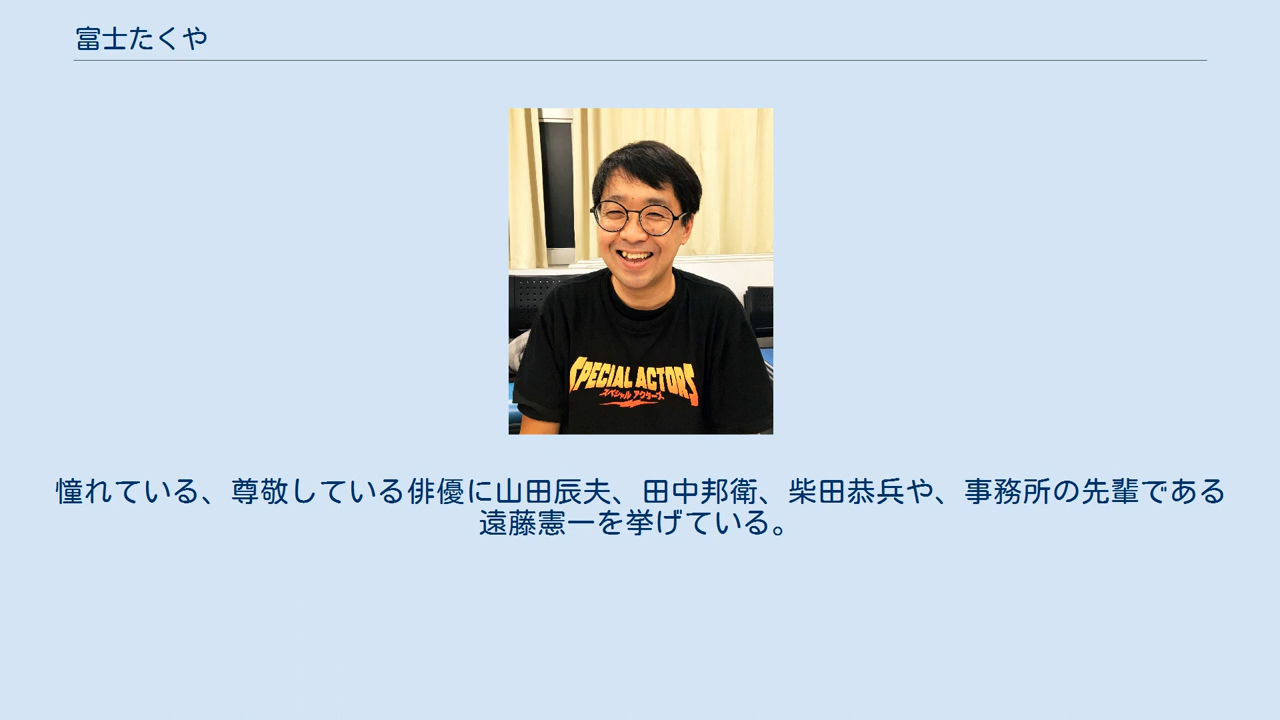 富士たくや
SPECIAL ACTORS
スペシャル アクターズ
憧れている、尊敬している俳優に山田辰夫、田中邦衛、柴田恭兵や、事務所の先輩である
遠藤憲一を挙げている。